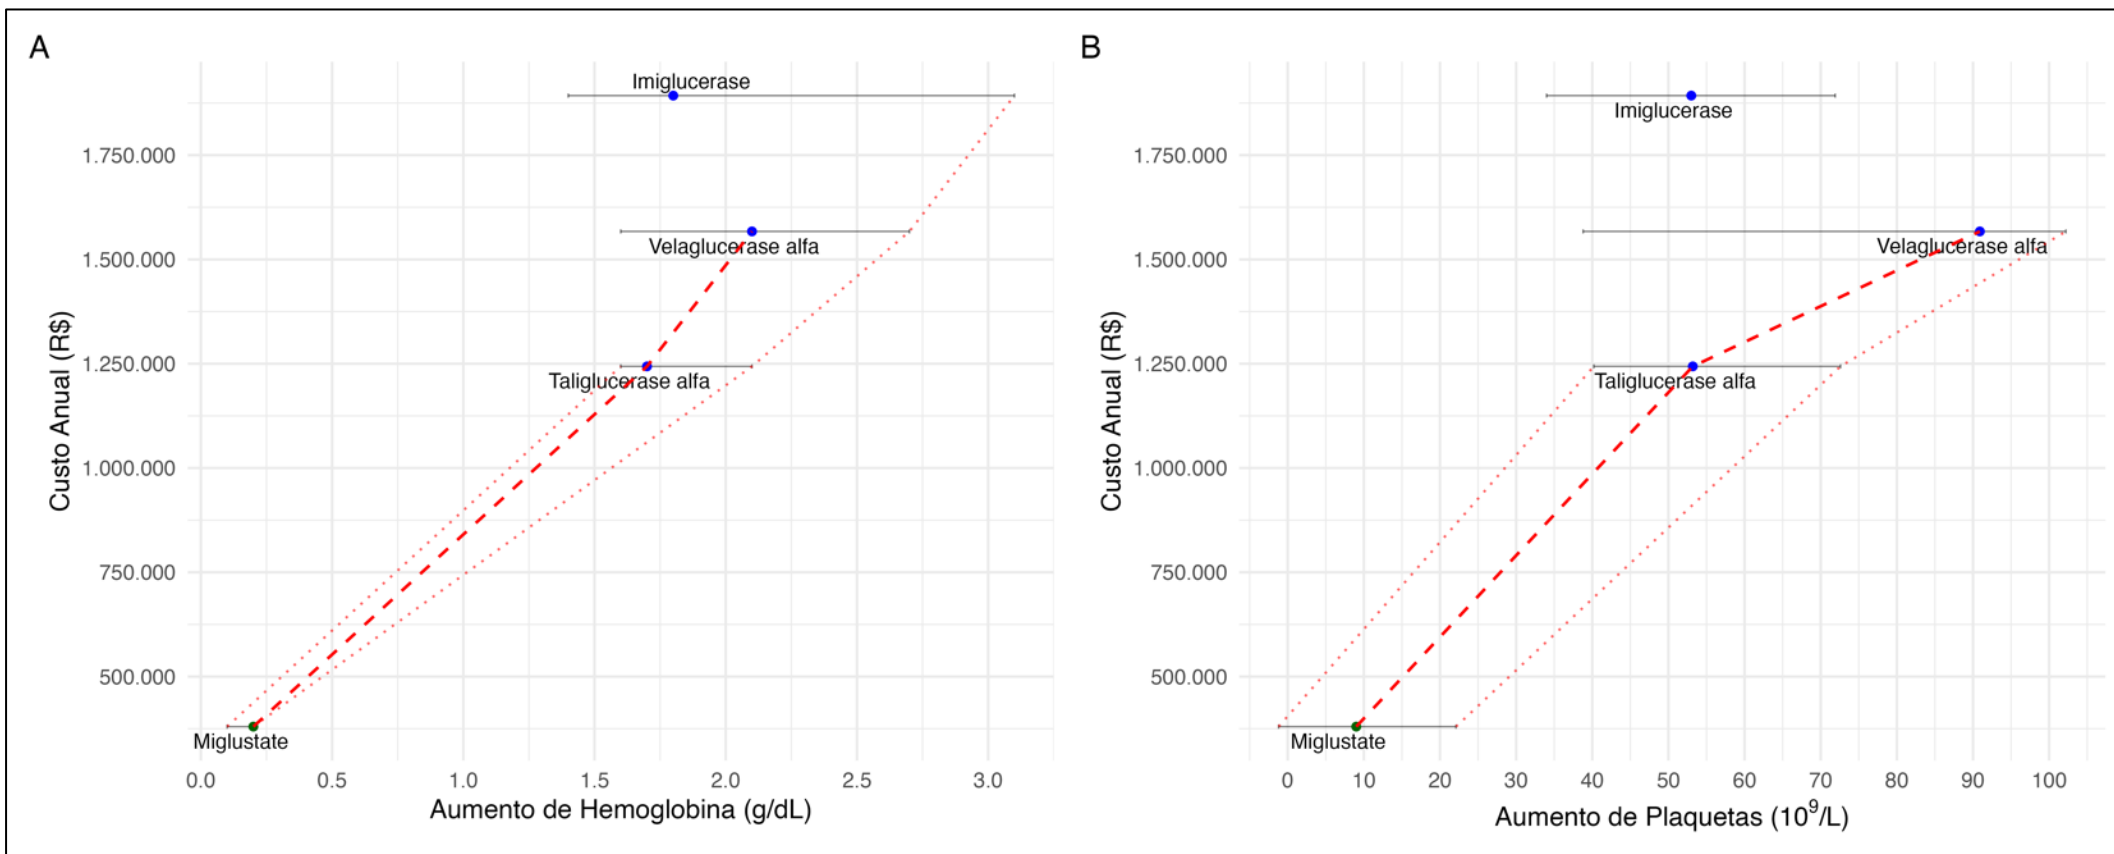 A
Imiglucerase
1.750.000
Velaglucerase alfa
1.500.000
1.250.000
Taliglucerase alfa
1.000.000
750.000
500.000
Miglustate
0.0 0.5 1.0 1.5 2.0 2.5 3.0
Custo Anual (R$)
Aumento de Hemoglobina (g/dL)
B
Imiglucerase
1.750.000
Velaglucerase alfa
1.500.000
1.250.000
Taliglucerase alfa
1.000.000
750.000
500.000
Miglustate
0 10 20 30 40 50 60 70 80 90 100
Custo Anual (R$)
Aumento de Plaquetas (10⁹/L)